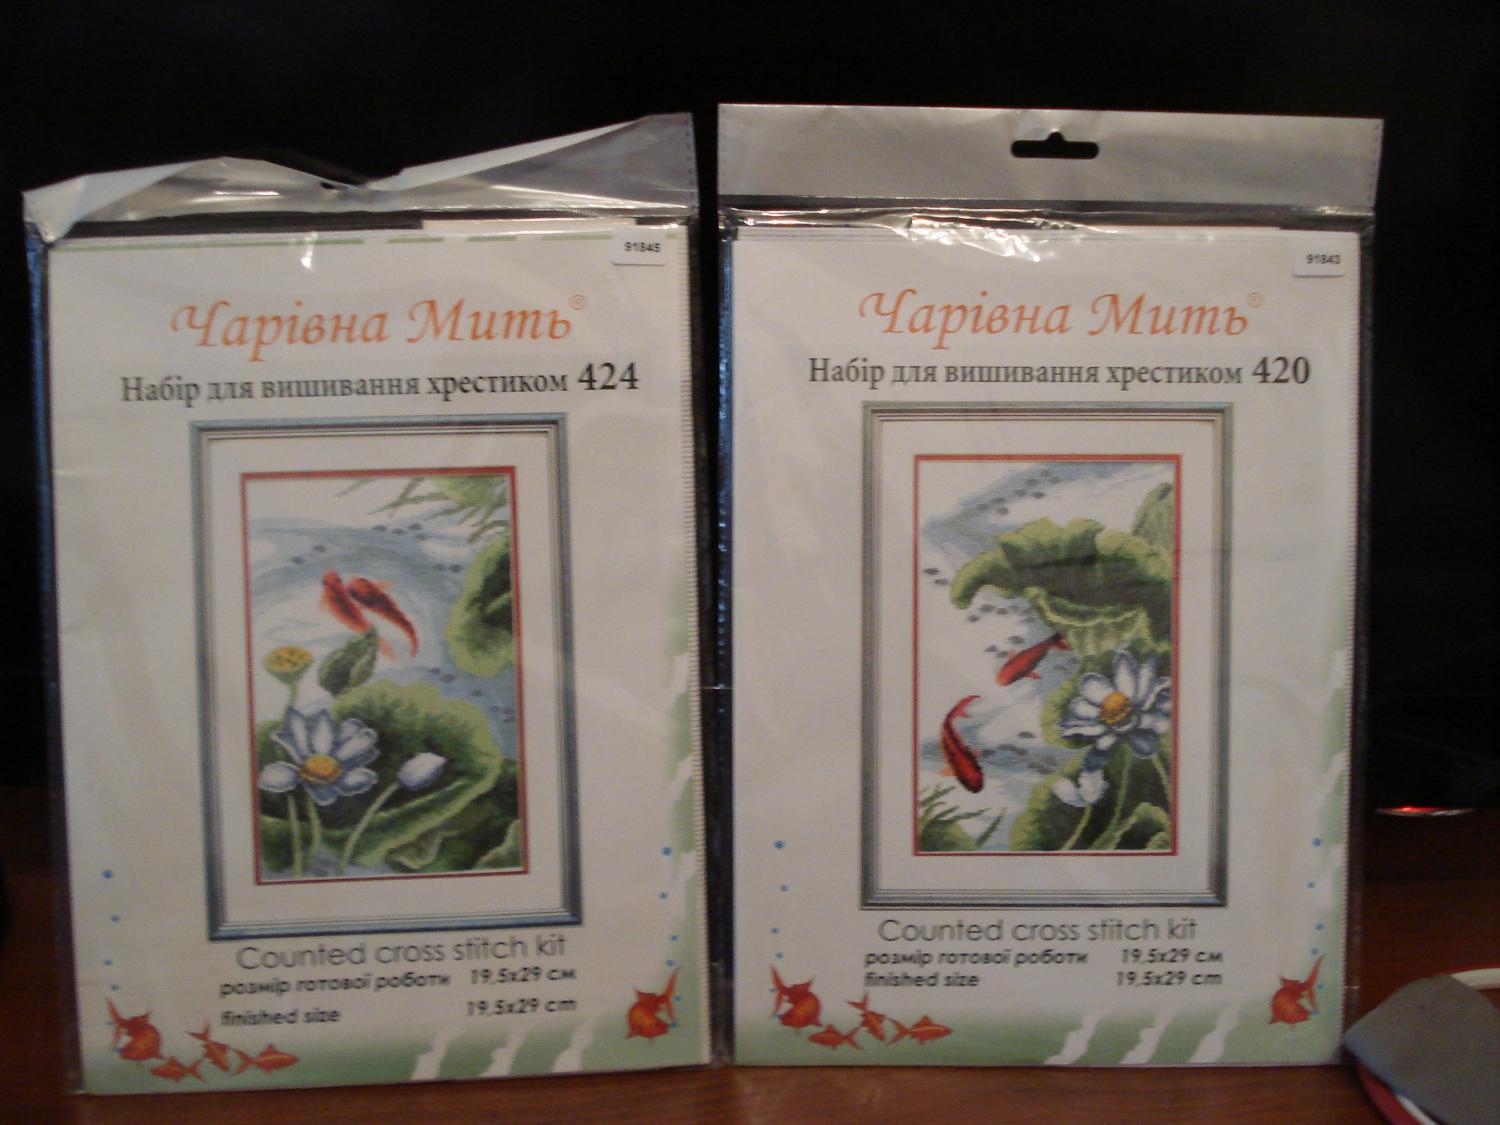 91845
Чарівна Мить®
Набір для вишивання хрестиком 424
Counted cross stitch kit
розмір готової роботи 19,5х29 см
finished size 19,5x29 cm
91843
Чарівна Мить®
Набір для вишивання хрестиком 420
Counted cross stitch kit
розмір готової роботи 19,5х29 см
finished size 19,5x29 cm